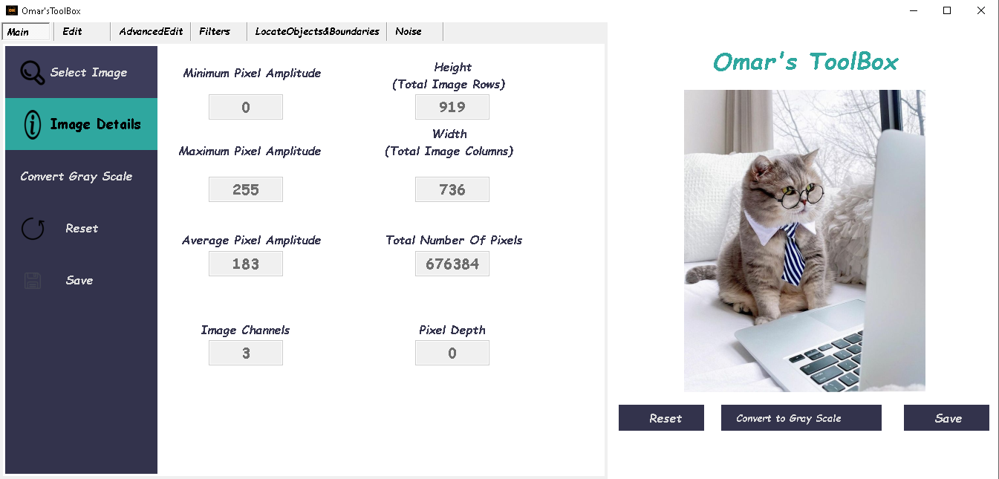 Omar'sToolBox
Main
Edit
AdvancedEdit
Filters
LocateObjects&Boundaries
Noise
Select Image
Image Details
Convert Gray Scale
Reset
Save
Minimum Pixel Amplitude
0
Maximum Pixel Amplitude
255
Average Pixel Amplitude
183
Image Channels
3
Height
(Total Image Rows)
919
Width
(Total Image Columns)
736
Total Number Of Pixels
676384
Pixel Depth
0
Omar's ToolBox
Reset
Convert to Gray Scale
Save